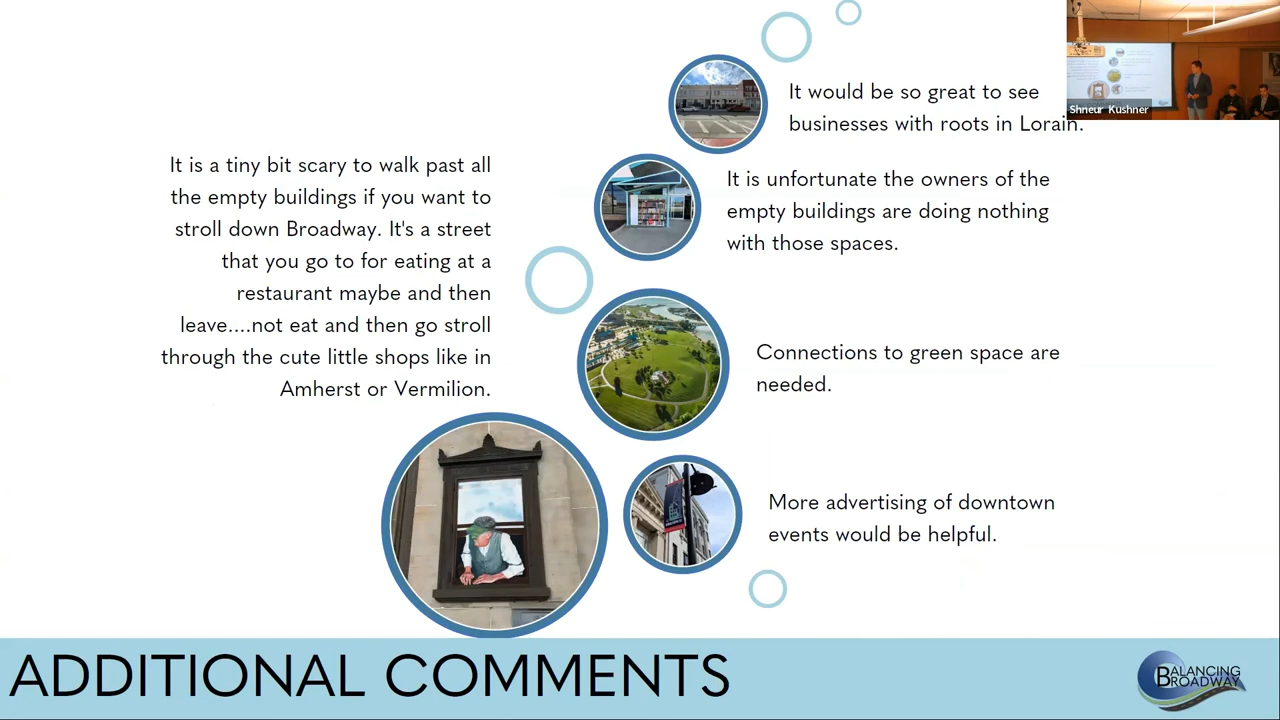 It would be so great to see
businesses with roots in Lorain.
Shneur Kushner
It is a tiny bit scary to walk past all
the empty buildings if you want to
stroll down Broadway. It's a street
that you go to for eating at a
restaurant maybe and then
leave....not eat and then go stroll
through the cute little shops like in
Amherst or Vermilion.
It is unfortunate the owners of the
empty buildings are doing nothing
with those spaces.
Connections to green space are
needed.
More advertising of downtown
events would be helpful.
ADDITIONAL COMMENTS
BALANCING
BROADWAY